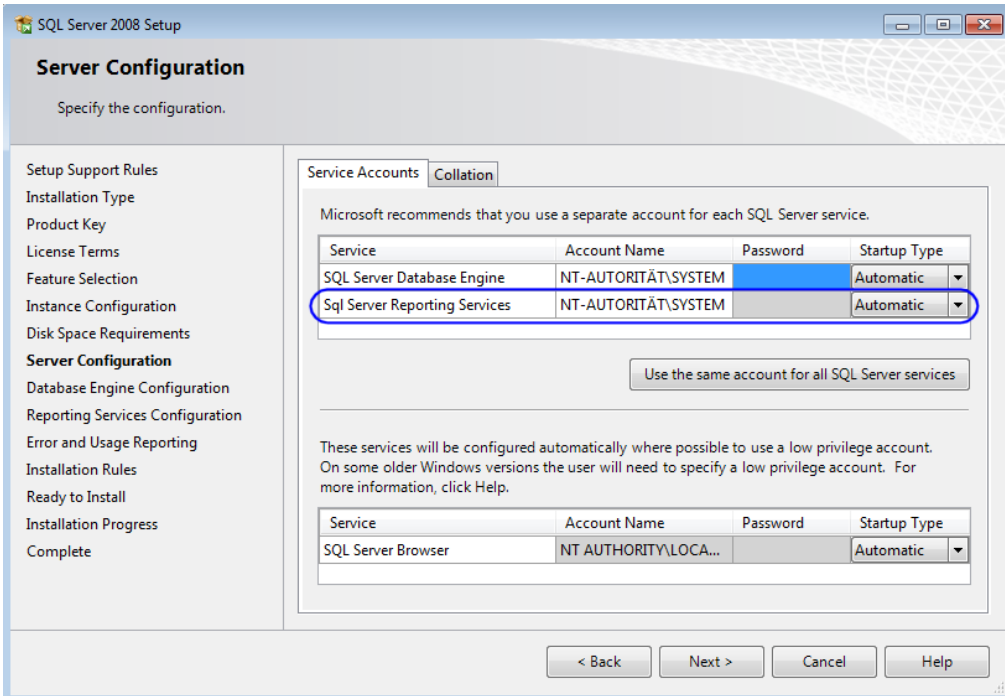 SQL Server 2008 Setup
Server Configuration
Specify the configuration.
Setup Support Rules
Installation Type
Product Key
License Terms
Feature Selection
Instance Configuration
Disk Space Requirements
Server Configuration
Database Engine Configuration
Reporting Services Configuration
Error and Usage Reporting
Installation Rules
Ready to Install
Installation Progress
Complete
Service Accounts Collation
Microsoft recommends that you use a separate account for each SQL Server service.
Service Account Name Password Startup Type
SQL Server Database Engine NT-AUTORITÄT\SYSTEM Automatic
Sql Server Reporting Services NT-AUTORITÄT\SYSTEM Automatic
Use the same account for all SQL Server services
These services will be configured automatically where possible to use a low privilege account.
On some older Windows versions the user will need to specify a low privilege account. For
more information, click Help.
Service Account Name Password Startup Type
SQL Server Browser NT AUTHORITY\LOCA... Automatic
< Back Next > Cancel Help